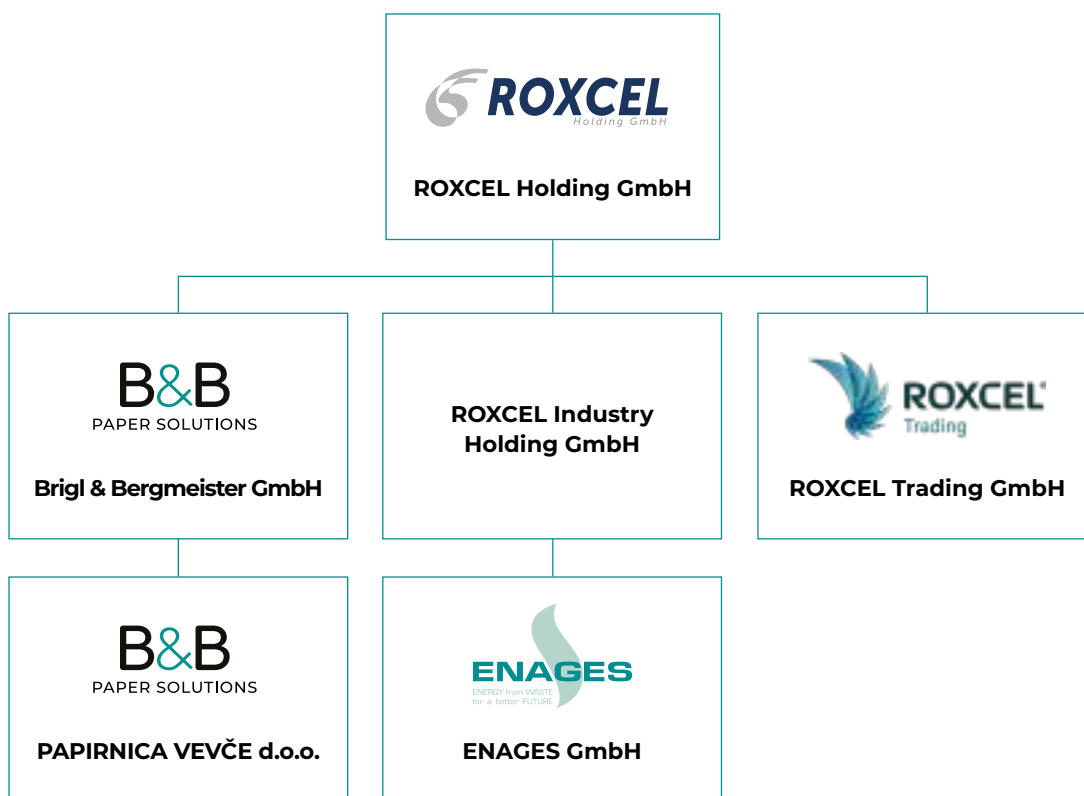 ROXCEL
Holding GmbH
ROXCEL Holding GmbH
B&B
PAPER SOLUTIONS
Brigl & Bergmeister GmbH
ROXCEL Industry
Holding GmbH
ROXCEL®
Trading
ROXCEL Trading GmbH
B&B
PAPER SOLUTIONS
PAPIRNICA VEVČE d.o.o.
ENAGES
ENERGY from WASTE
for a better FUTURE
ENAGES GmbH